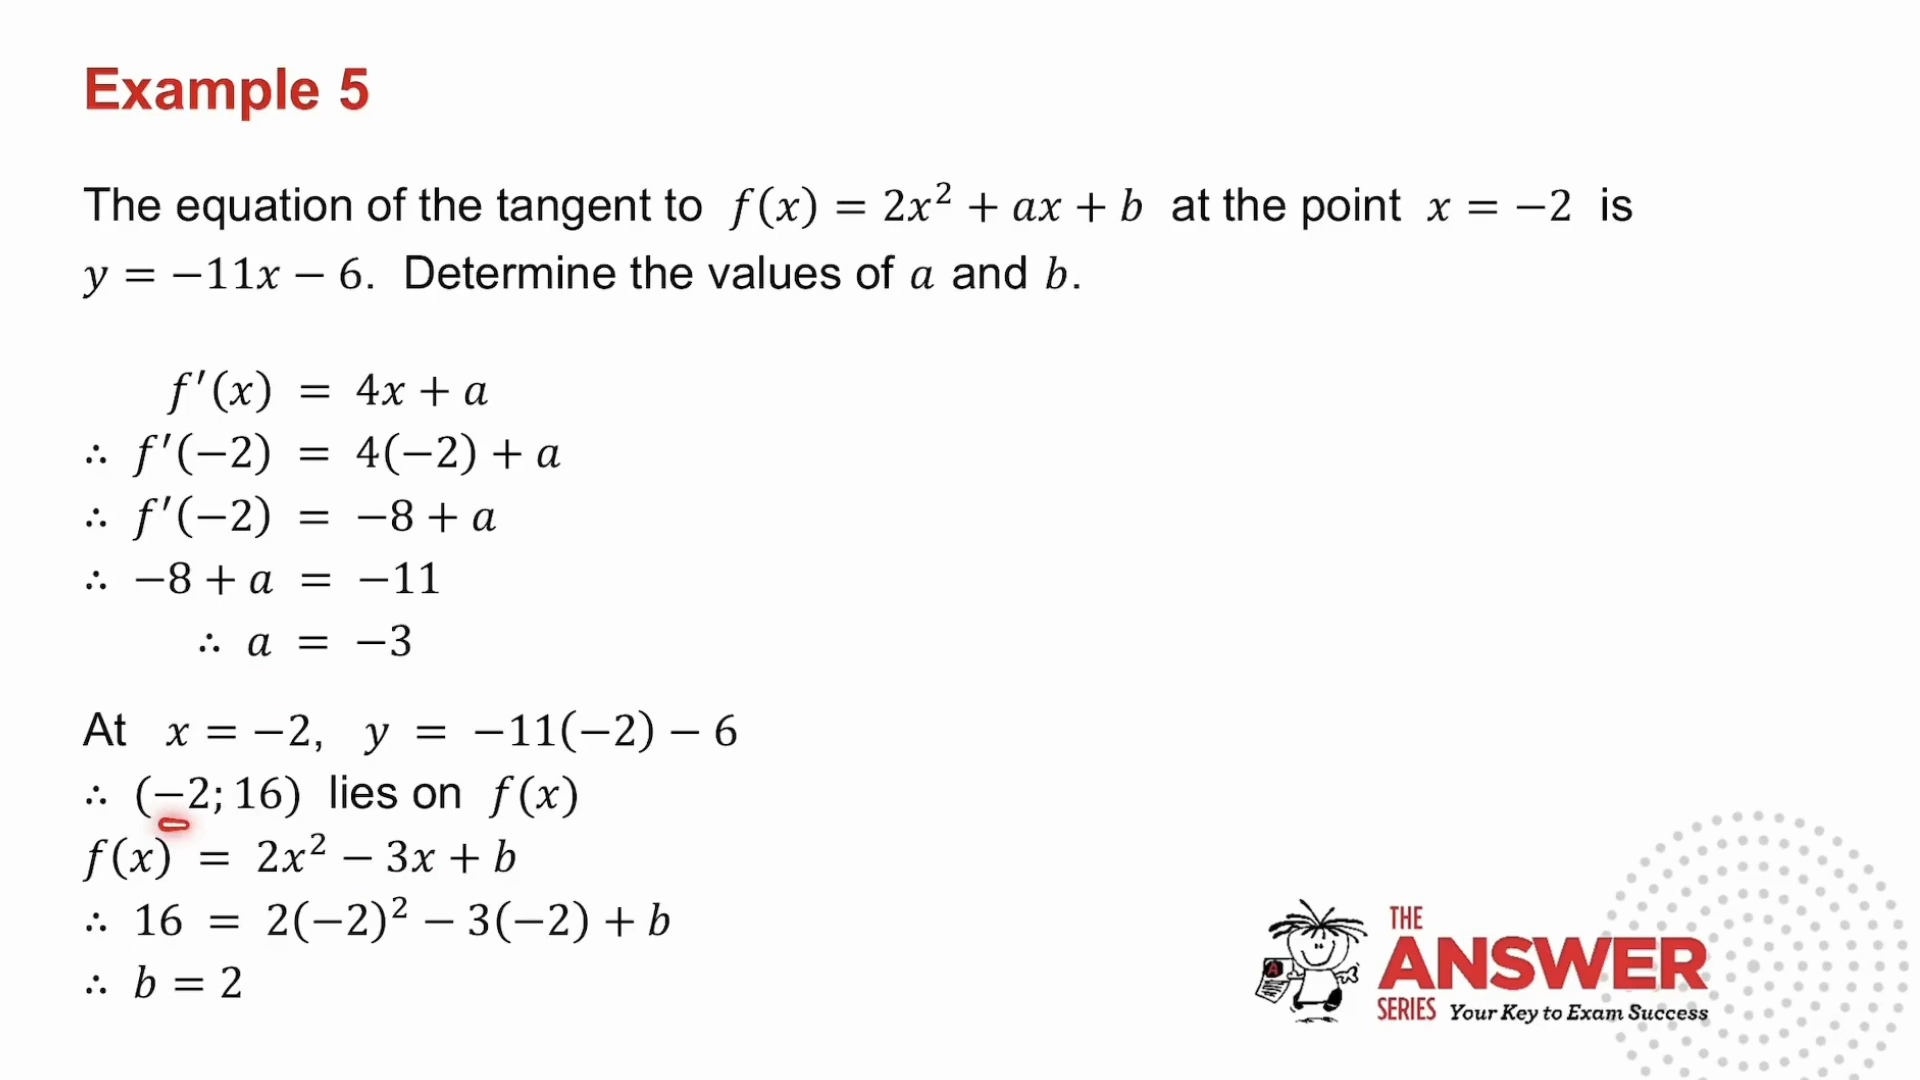 Example 5
The equation of the tangent to f(x) = 2x² + ax + b at the point x = −2 is
y = −11x − 6. Determine the values of a and b.
f′(x) = 4x + a
∴ f′(−2) = 4(−2) + a
∴ f′(−2) = −8 + a
∴ −8 + a = −11
∴ a = −3
At x = −2, y = −11(−2) − 6
∴ (−2; 16) lies on f(x)
f(x) = 2x² − 3x + b
∴ 16 = 2(−2)² − 3(−2) + b
∴ b = 2
A
THE
ANSWER
SERIES Your Key to Exam Success